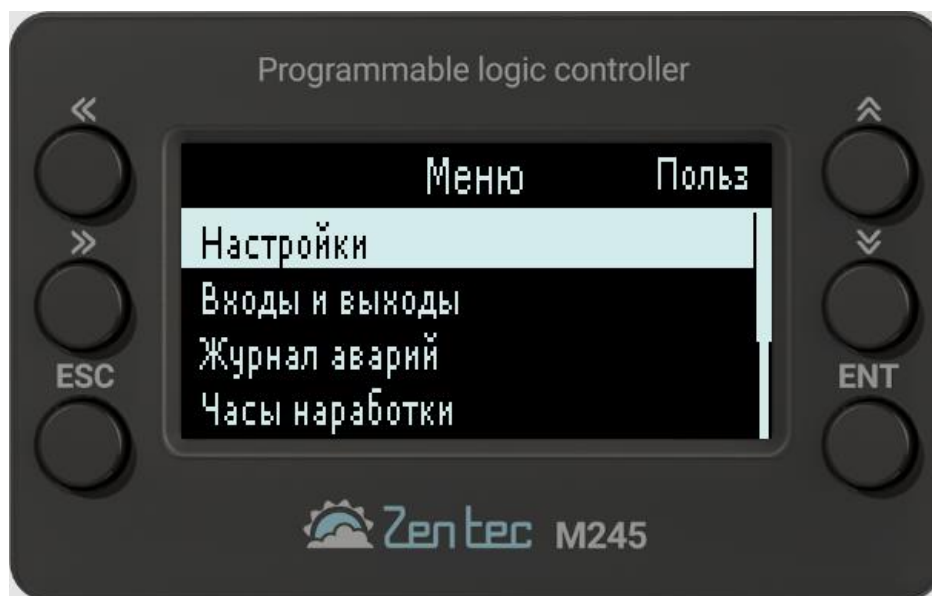 Programmable logic controller
«
»
ESC
Меню Польз
Настройки
Входы и выходы
Журнал аварий
Часы наработки
ENT
Zentec M245